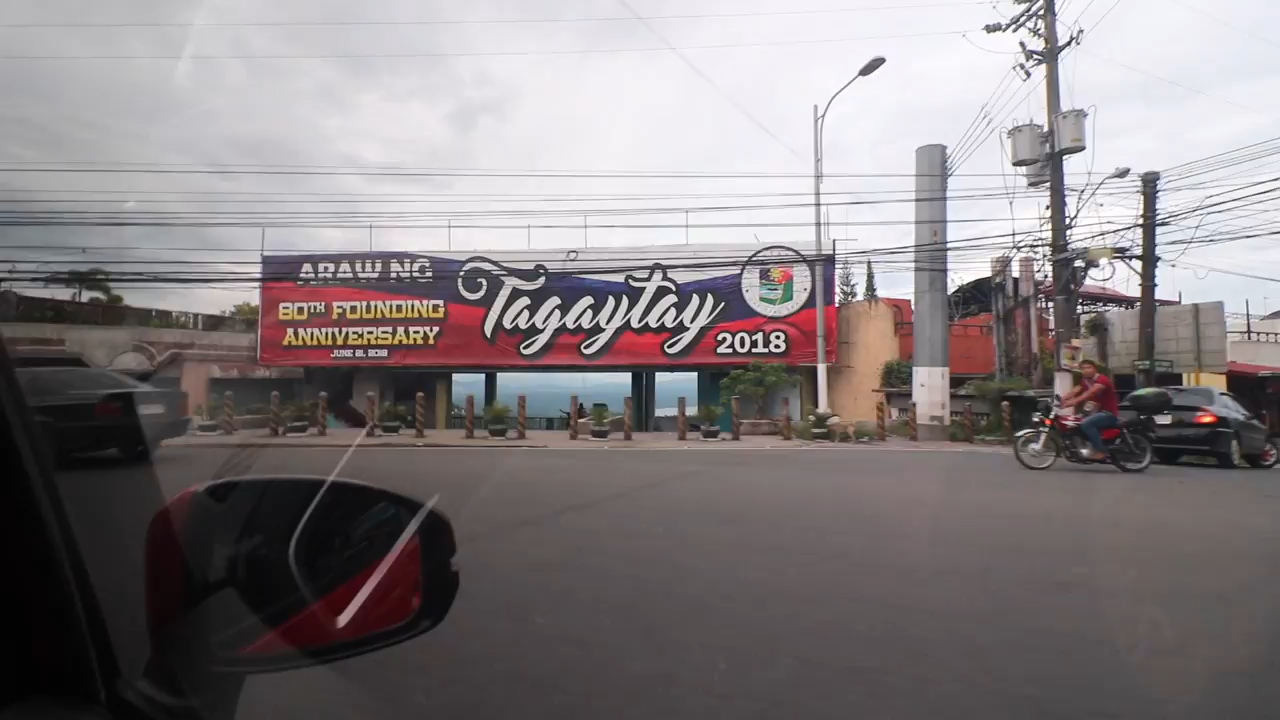 ARAW NG
80TH FOUNDING
ANNIVERSARY
JUNE 21, 2018
Tagaytay
2018